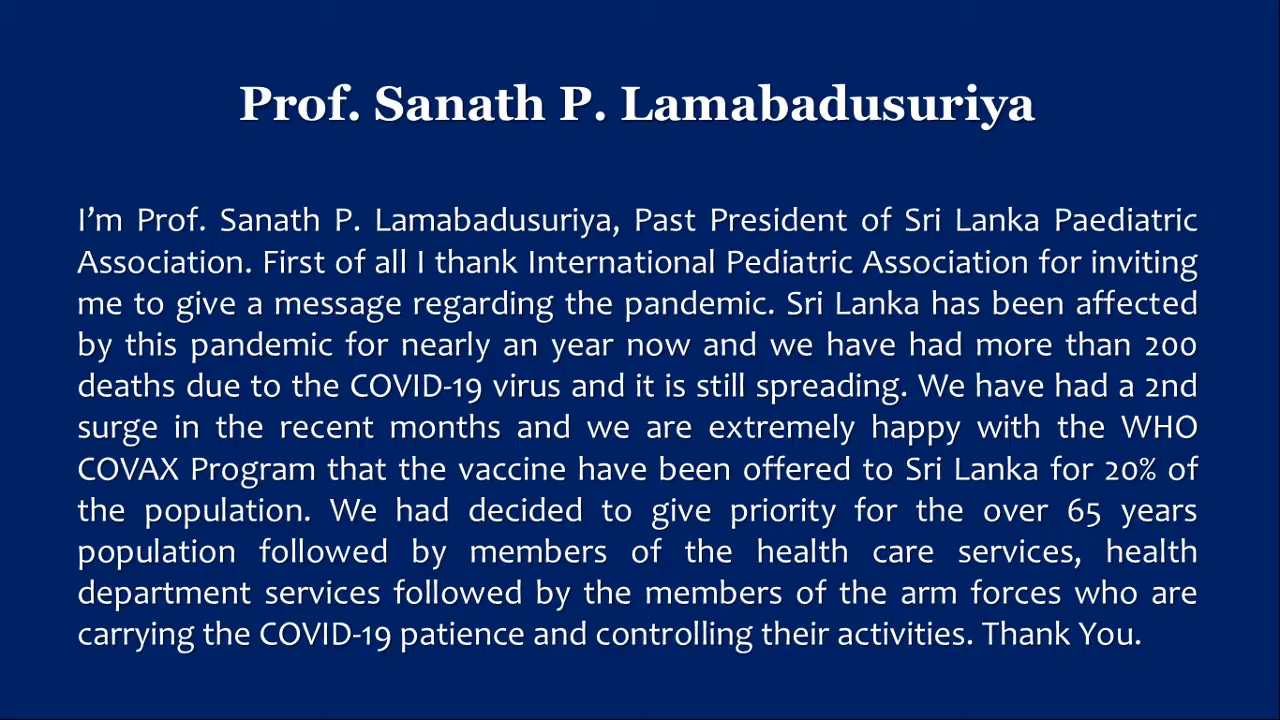 Prof. Sanath P. Lamabadusuriya
I’m Prof. Sanath P. Lamabadusuriya, Past President of Sri Lanka Paediatric
Association. First of all I thank International Pediatric Association for inviting
me to give a message regarding the pandemic. Sri Lanka has been affected
by this pandemic for nearly an year now and we have had more than 200
deaths due to the COVID-19 virus and it is still spreading. We have had a 2nd
surge in the recent months and we are extremely happy with the WHO
COVAX Program that the vaccine have been offered to Sri Lanka for 20% of
the population. We had decided to give priority for the over 65 years
population followed by members of the health care services, health
department services followed by the members of the arm forces who are
carrying the COVID-19 patience and controlling their activities. Thank You.